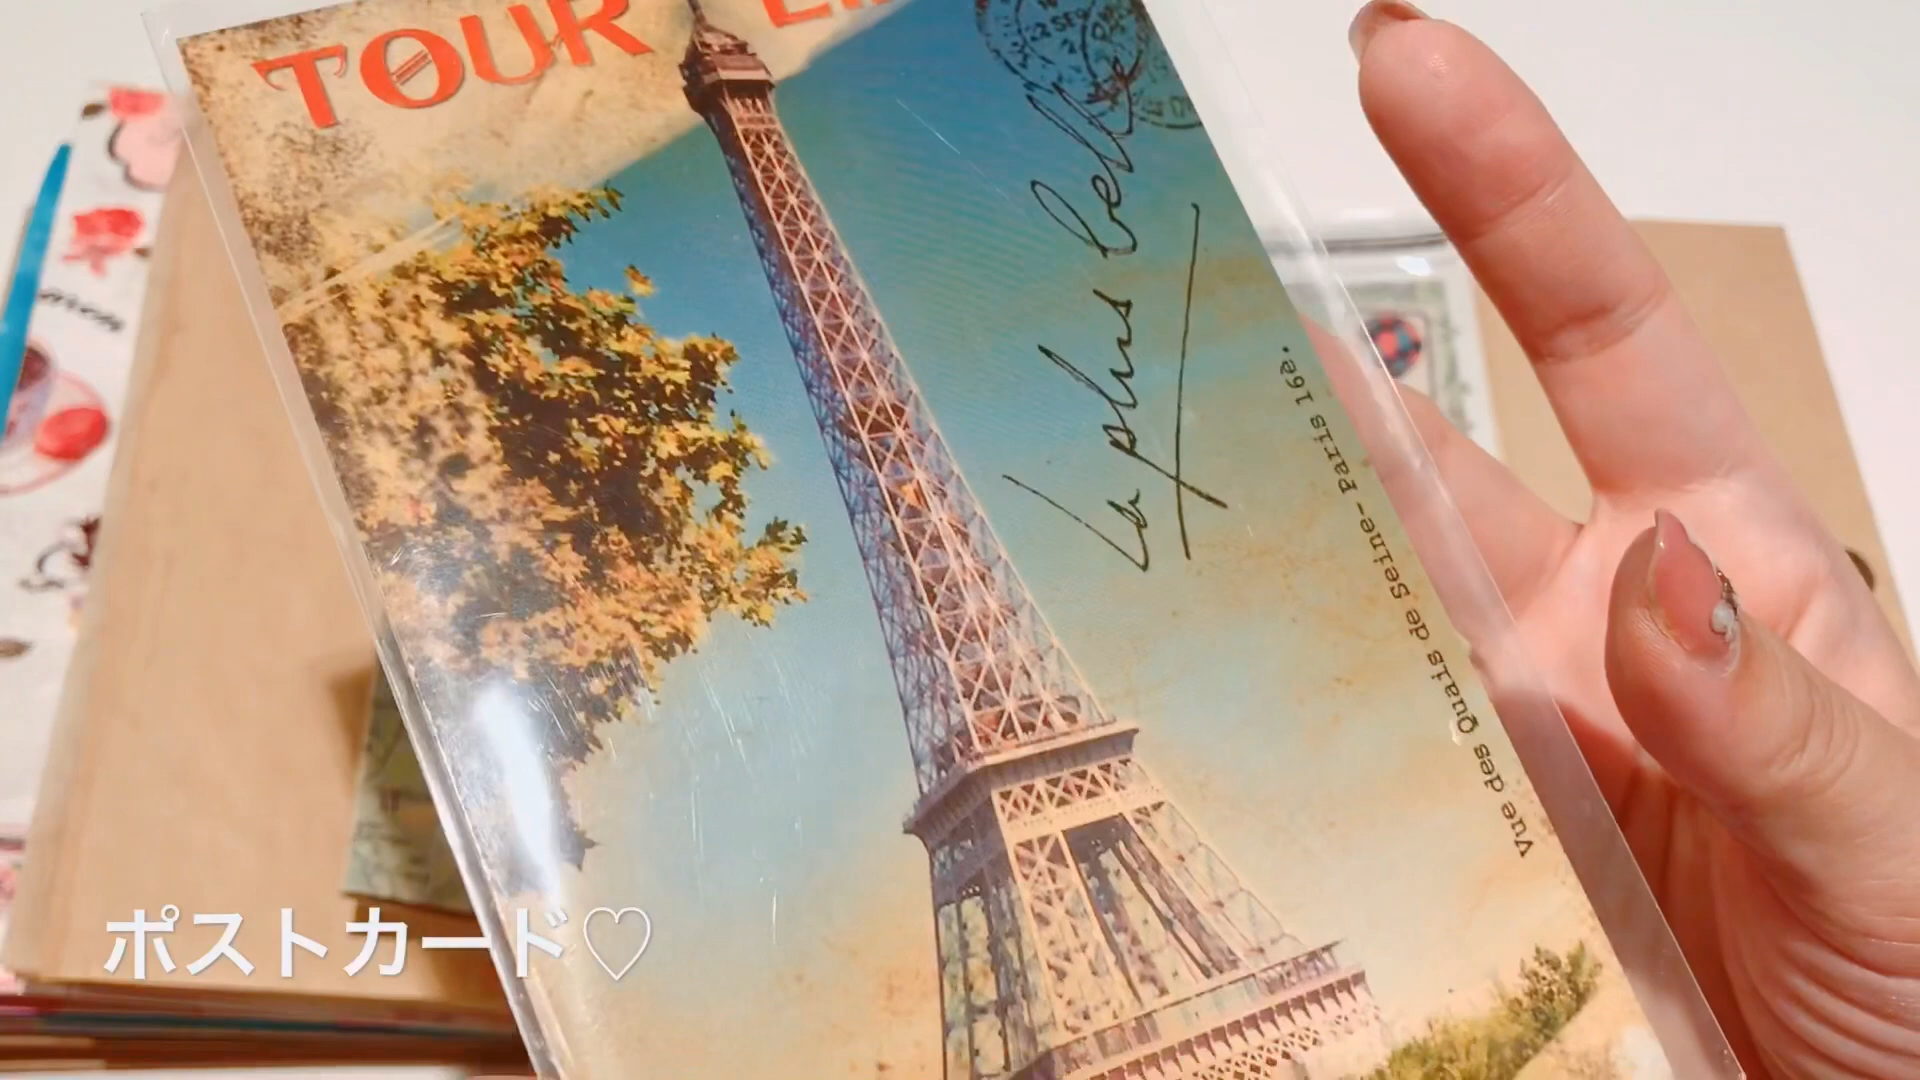 TOUR
La plus belle
Vue des Quais de Seine- Paris 16e.
ポストカード♡